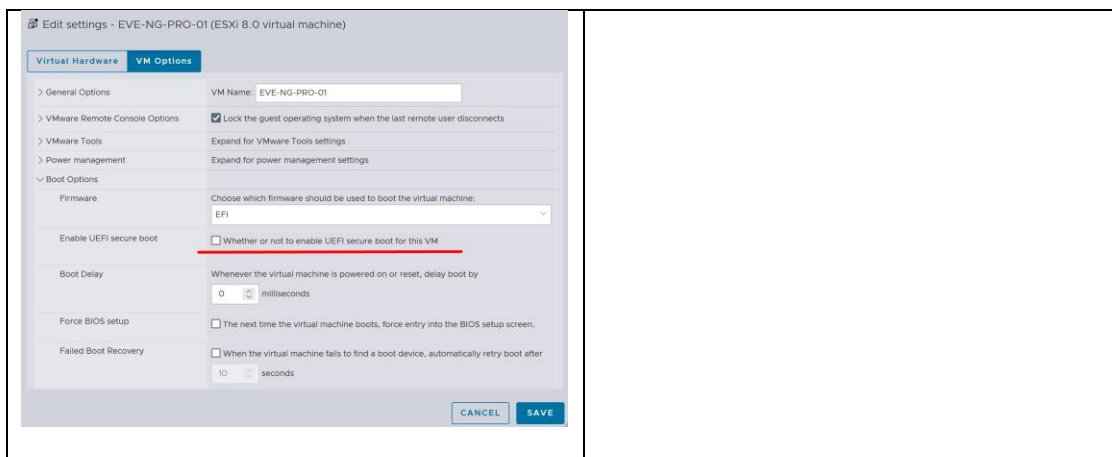 Edit settings - EVE-NG-PRO-01 (ESXi 8.0 virtual machine)
Virtual Hardware VM Options
General Options VM Name: EVE-NG-PRO-01
VMware Remote Console Options Lock the guest operating system when the last remote user disconnects
VMware Tools Expand for VMware Tools settings
Power management Expand for power management settings
Boot Options
Firmware Choose which firmware should be used to boot the virtual machine:
EFI
Enable UEFI secure boot Whether or not to enable UEFI secure boot for this VM
Boot Delay Whenever the virtual machine is powered on or reset, delay boot by
0 milliseconds
Force BIOS setup The next time the virtual machine boots, force entry into the BIOS setup screen.
Failed Boot Recovery When the virtual machine fails to find a boot device, automatically retry boot after
10 seconds
CANCEL SAVE